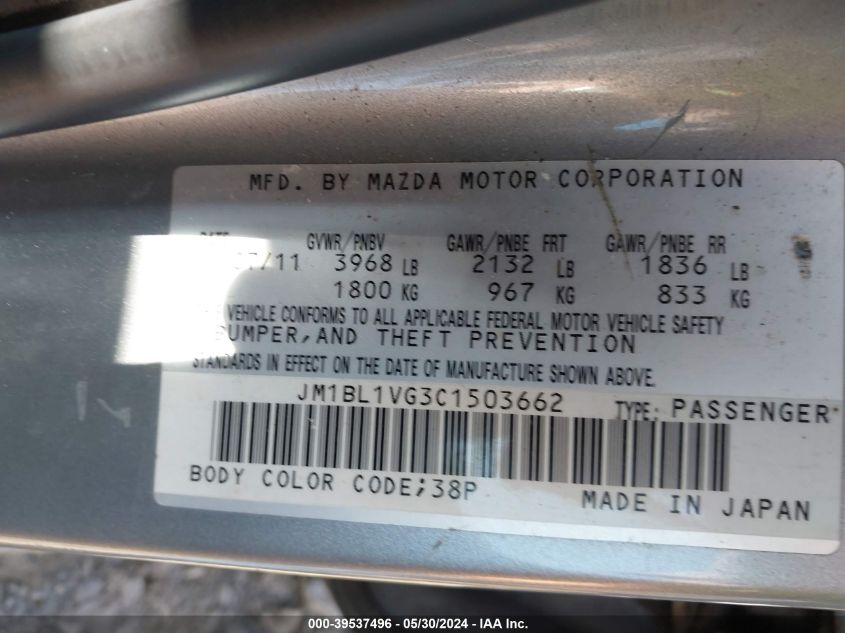 MFD. BY MAZDA MOTOR CORPORATION
DATE GVWR/PNBV GAWR/PNBE FRT GAWR/PNBE RR
/11 3968 LB 2132 LB 1836 LB
1800 KG 967 KG 833 KG
VEHICLE CONFORMS TO ALL APPLICABLE FEDERAL MOTOR VEHICLE SAFETY
BUMPER, AND THEFT PREVENTION
STANDARDS IN EFFECT ON THE DATE OF MANUFACTURE SHOWN ABOVE.
JM1BL1VG3C1503662 TYPE: PASSENGER
BODY COLOR CODE;38P
MADE IN JAPAN
000-39537496 - 05/30/2024 - IAA Inc.